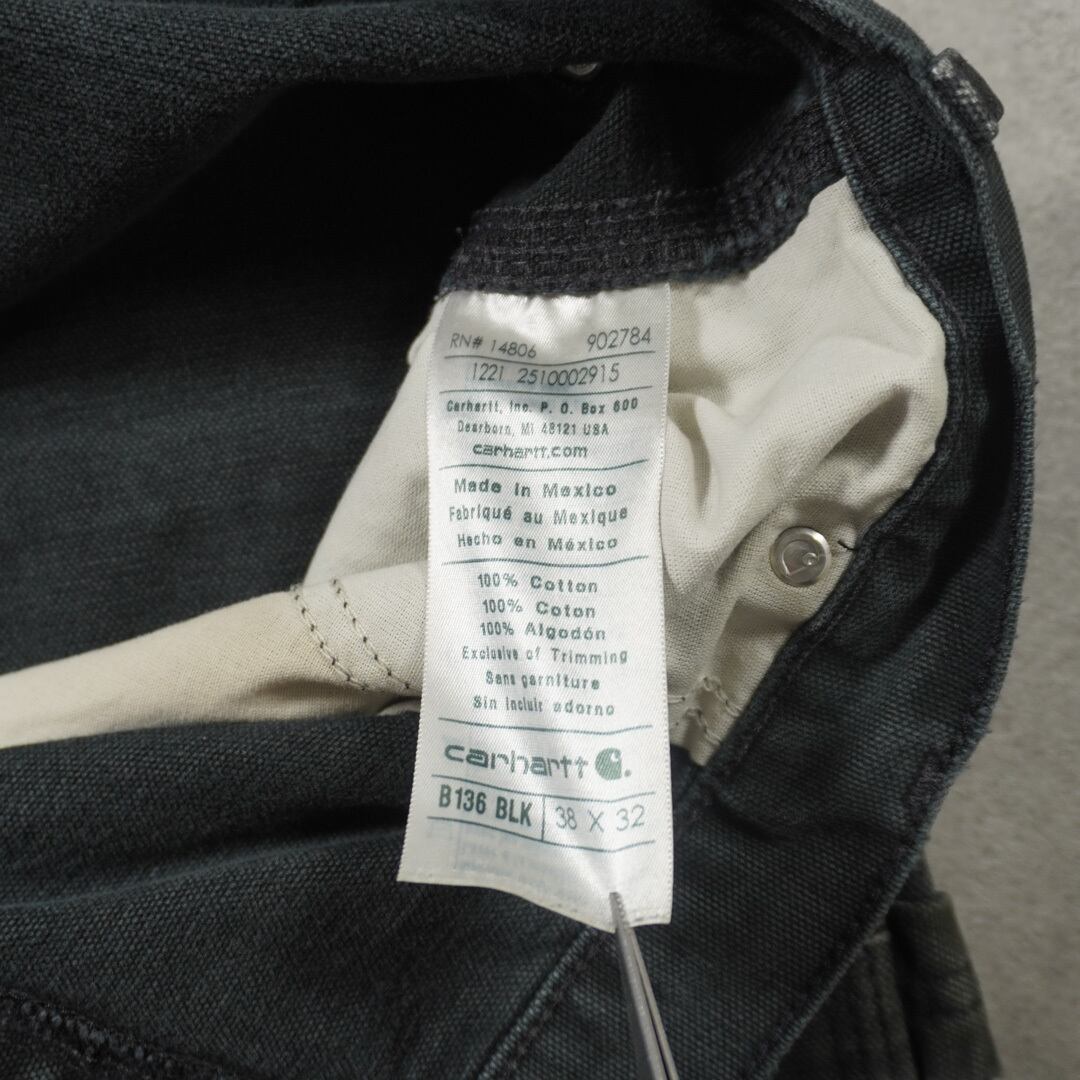 RN# 14806 902784
1221 2510002915
Carhartt, Inc. P. O. Box 600
Dearborn, MI 48121 USA
carhartt.com
Made in Mexico
Fabriqué au Mexique
Hecho en México
100% Cotton
100% Coton
100% Algodón
Exclusive of Trimming
Sans garniture
Sin incluir adorno
carhartt
B136 BLK 38 X 32